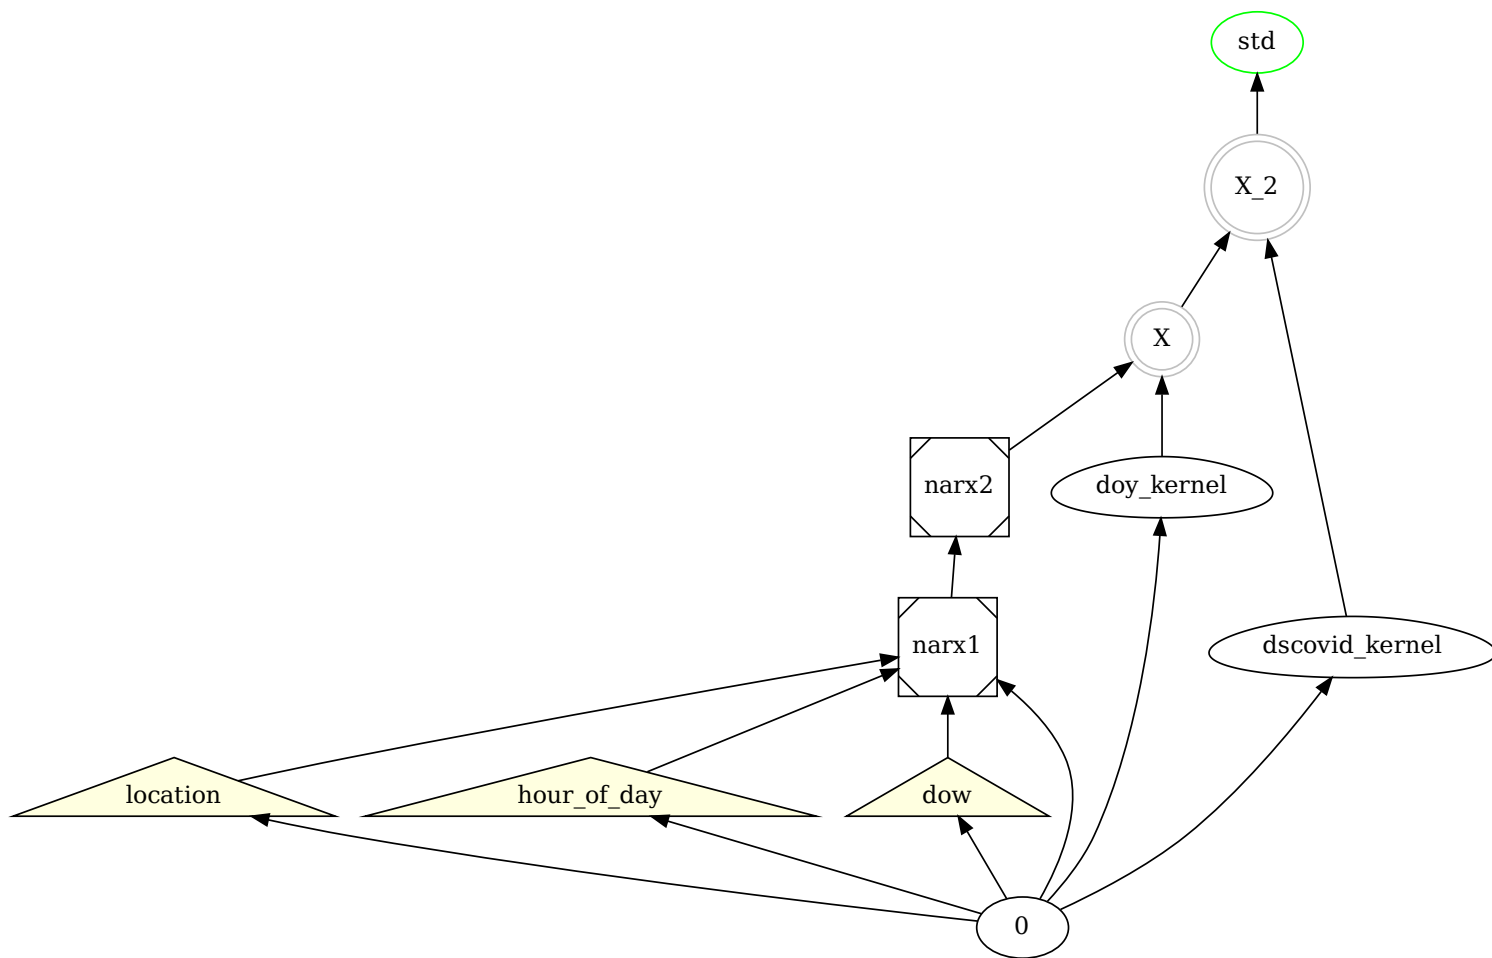 std
X_2
X
narx2
doy_kernel
narx1
dscovid_kernel
location
hour_of_day
dow
0